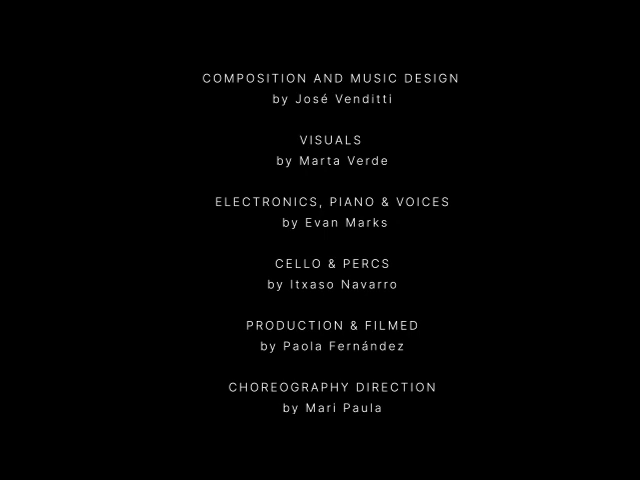 COMPOSITION AND MUSIC DESIGN
by José Venditti
VISUALS
by Marta Verde
ELECTRONICS, PIANO & VOICES
by Evan Marks
CELLO & PERCS
by Itxaso Navarro
PRODUCTION & FILMED
by Paola Fernández
CHOREOGRAPHY DIRECTION
by Mari Paula